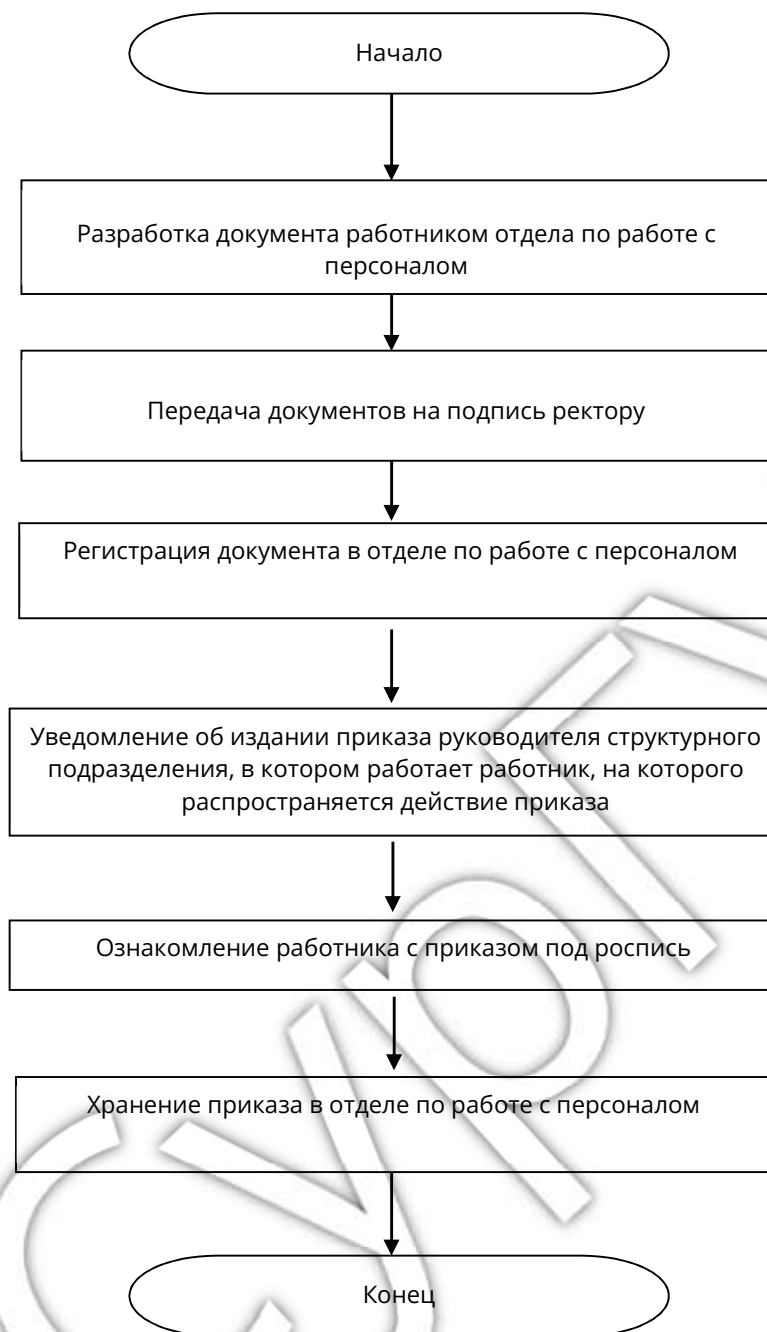 Начало
Разработка документа работником отдела по работе с
персоналом
Передача документов на подпись ректору
Регистрация документа в отделе по работе с персоналом
Уведомление об издании приказа руководителя структурного
подразделения, в котором работает работник, на которого
распространяется действие приказа
Ознакомление работника с приказом под роспись
Хранение приказа в отделе по работе с персоналом
Конец